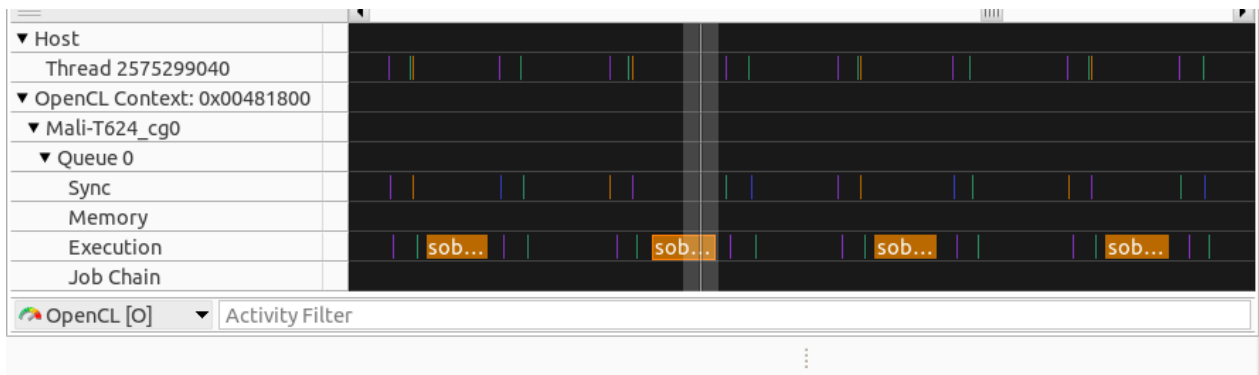 ▼ Host
Thread 2575299040
▼ OpenCL Context: 0x00481800
▼ Mali-T624_cg0
▼ Queue 0
Sync
Memory
Execution sob... sob... sob... sob...
Job Chain
OpenCL [O] ▼ Activity Filter